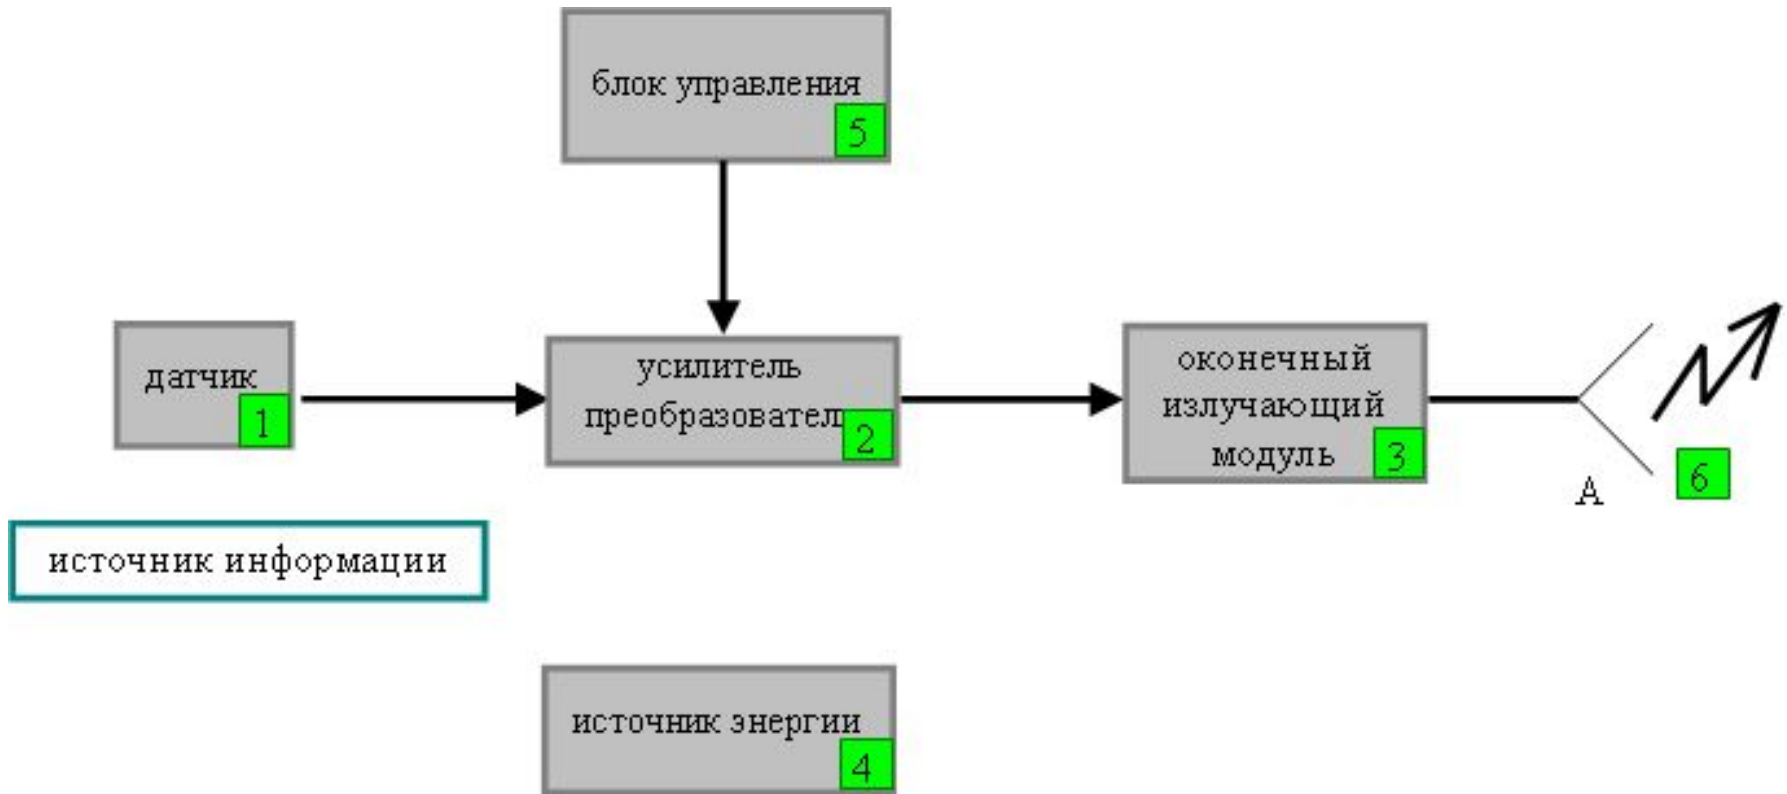 блок управления
5
датчик
1
усилитель
преобразовател
2
оконечный
излучающий
модуль
3
А
6
источник информации
источник энергии
4